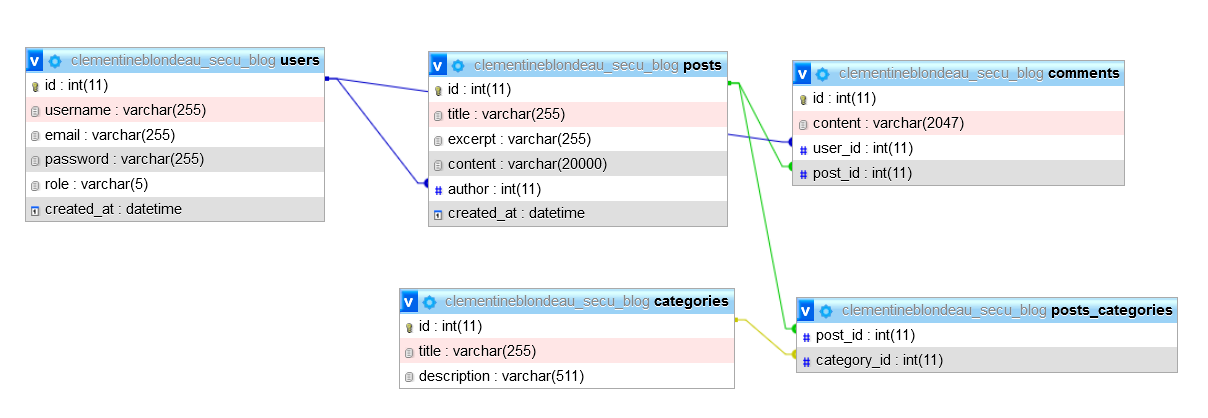 v clementineblondeau_secu_blog users
id : int(11)
username : varchar(255)
email : varchar(255)
password : varchar(255)
role : varchar(5)
created_at : datetime
v clementineblondeau_secu_blog posts
id : int(11)
title : varchar(255)
excerpt : varchar(255)
content : varchar(20000)
# author : int(11)
created_at : datetime
v clementineblondeau_secu_blog comments
id : int(11)
content : varchar(2047)
# user_id : int(11)
# post_id : int(11)
v clementineblondeau_secu_blog categories
id : int(11)
title : varchar(255)
description : varchar(511)
v clementineblondeau_secu_blog posts_categories
# post_id : int(11)
# category_id : int(11)